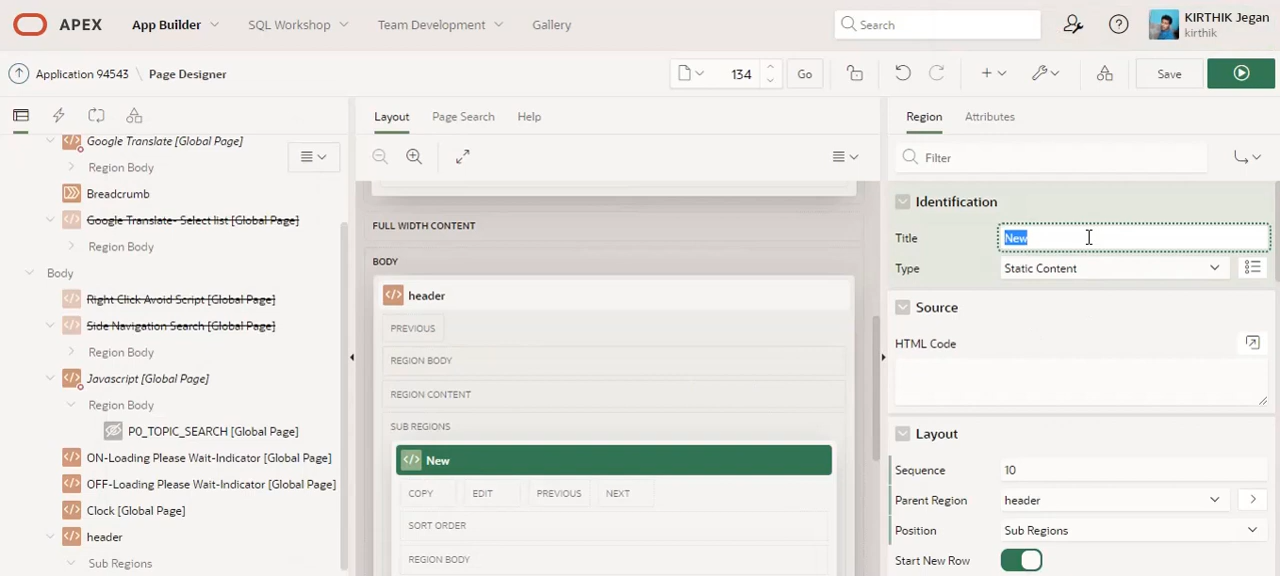 APEX
App Builder
SQL Workshop
Team Development
Gallery
Search
KIRTHIK Jegan
kirthik
Application 94543
Page Designer
134
Go
Save
Layout
Page Search
Help
Region
Attributes
Filter
Google Translate [Global Page]
Region Body
Breadcrumb
Google Translate- Select list [Global Page]
Region Body
Body
Right Click Avoid Script [Global Page]
Side Navigation Search [Global Page]
Region Body
Javascript [Global Page]
Region Body
P0_TOPIC_SEARCH [Global Page]
ON-Loading Please Wait-Indicator [Global Page]
OFF-Loading Please Wait-Indicator [Global Page]
Clock [Global Page]
header
Sub Regions
FULL WIDTH CONTENT
BODY
header
PREVIOUS
REGION BODY
REGION CONTENT
SUB REGIONS
New
COPY
EDIT
PREVIOUS
NEXT
SORT ORDER
REGION BODY
Identification
Title
New
Type
Static Content
Source
HTML Code
Layout
Sequence
10
Parent Region
header
Position
Sub Regions
Start New Row